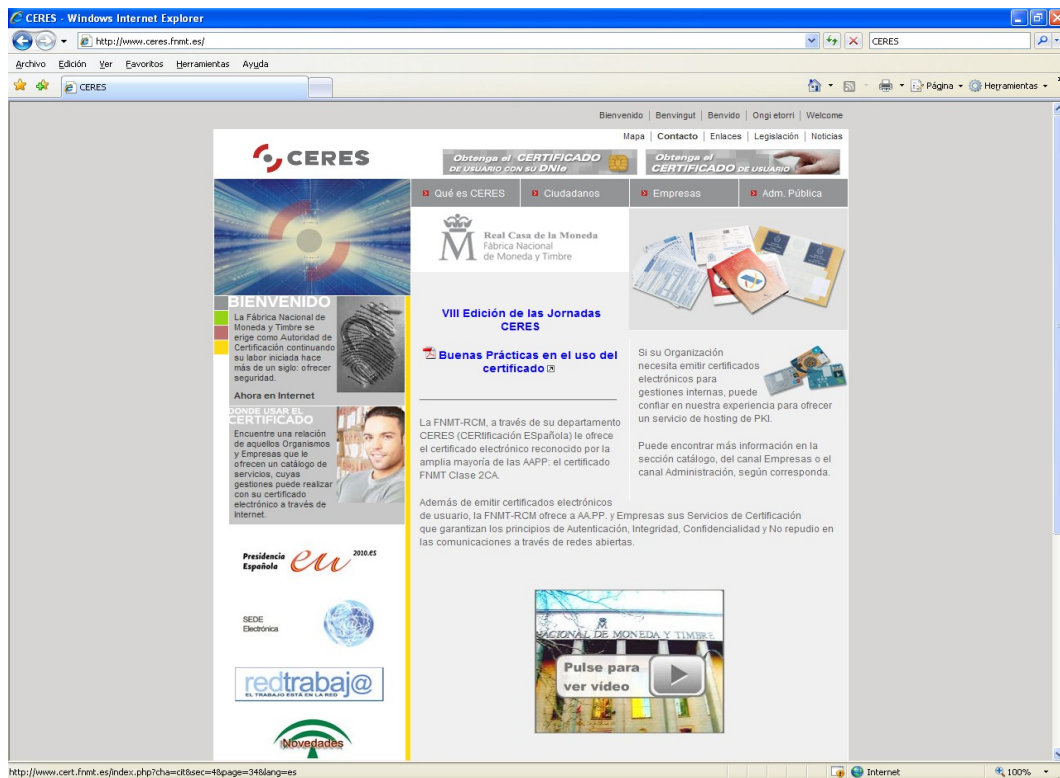 CERES - Windows Internet Explorer
http://www.ceres.fnmt.es/
CERES
Archivo Edición Ver Favoritos Herramientas Ayuda
CERES
Página Herramientas
Bienvenido | Benvingut | Benvido | Ongi etorri | Welcome
Mapa | Contacto | Enlaces | Legislación | Noticias
CERES
Obtenga el CERTIFICADO
DE USUARIO CON SU DNIe
Obtenga el
CERTIFICADO DE USUARIO
Qué es CERES
Ciudadanos
Empresas
Adm. Pública
Real Casa de la Moneda
Fábrica Nacional
de Moneda y Timbre
BIENVENIDO
La Fábrica Nacional de
Moneda y Timbre se
erige como Autoridad de
Certificación continuando
su labor iniciada hace
más de un siglo: ofrecer
seguridad.
Ahora en Internet
DONDE USAR EL
CERTIFICADO
Encuentre una relación
de aquellos Organismos
y Empresas que le
ofrecen un catálogo de
servicios, cuyas
gestiones puede realizar
con su certificado
electrónico a través de
Internet.
Presidencia
Española
eu
2010.es
SEDE
Electrónica
redtrabaj@
EL TRABAJO ESTÁ EN LA RED
Novedades
VIII Edición de las Jornadas
CERES
Buenas Prácticas en el uso del
certificado
La FNMT-RCM, a través de su departamento
CERES (CERtificación ESpañola) le ofrece
el certificado electrónico reconocido por la
amplia mayoría de las AAPP: el certificado
FNMT Clase 2CA.
Si su Organización
necesita emitir certificados
electrónicos para
gestiones internas, puede
confiar en nuestra experiencia para ofrecer
un servicio de hosting de PKI.
Puede encontrar más información en la
sección catálogo, del canal Empresas o el
canal Administración, según corresponda.
Además de emitir certificados electrónicos
de usuario, la FNMT-RCM ofrece a AA.PP. y Empresas sus Servicios de Certificación
que garantizan los principios de Autenticación, Integridad, Confidencialidad y No repudio en
las comunicaciones a través de redes abiertas.
NACIONAL DE MONEDA Y TIMBRE
Pulse para
ver vídeo
http://www.cert.fnmt.es/index.php?cha=cit&sec=4&page=34&lang=es
Internet
100%